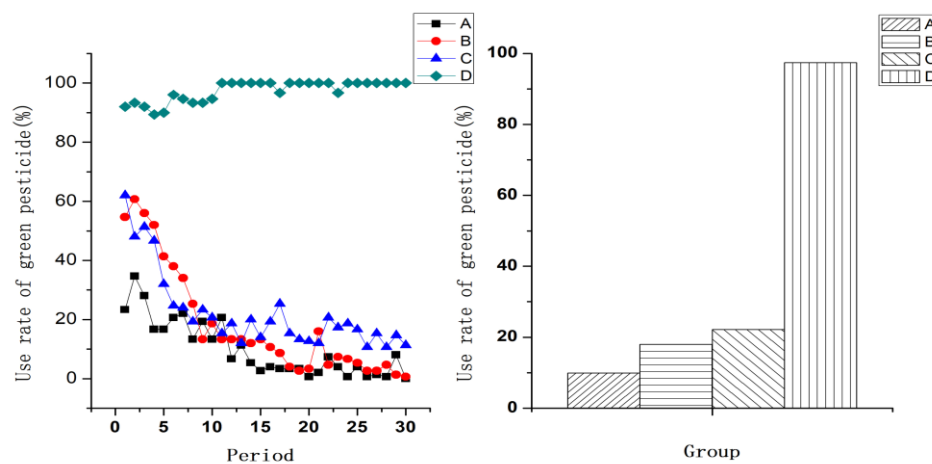 A
B
C
D
Use rate of green pesticide(%)
100
80
60
40
20
0
0 5 10 15 20 25 30
Period
A
B
C
D
Use rate of green pesticide(%)
100
80
60
40
20
0
Group